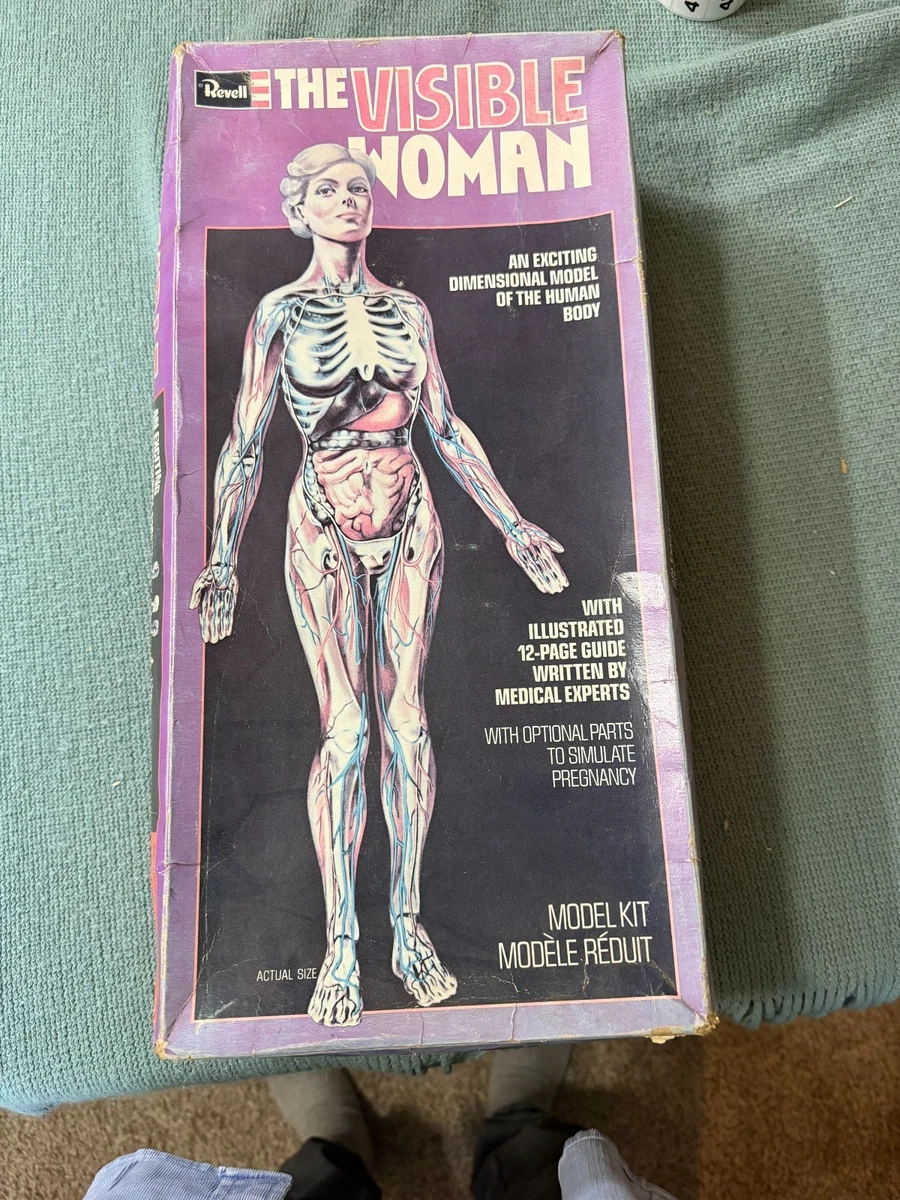 Revell
THE VISIBLE
WOMAN
AN EXCITING
DIMENSIONAL MODEL
OF THE HUMAN
BODY
WITH
ILLUSTRATED
12-PAGE GUIDE
WRITTEN BY
MEDICAL EXPERTS
WITH OPTIONAL PARTS
TO SIMULATE
PREGNANCY
MODEL KIT
MODÈLE RÉDUIT
ACTUAL SIZE
AN EXCITING